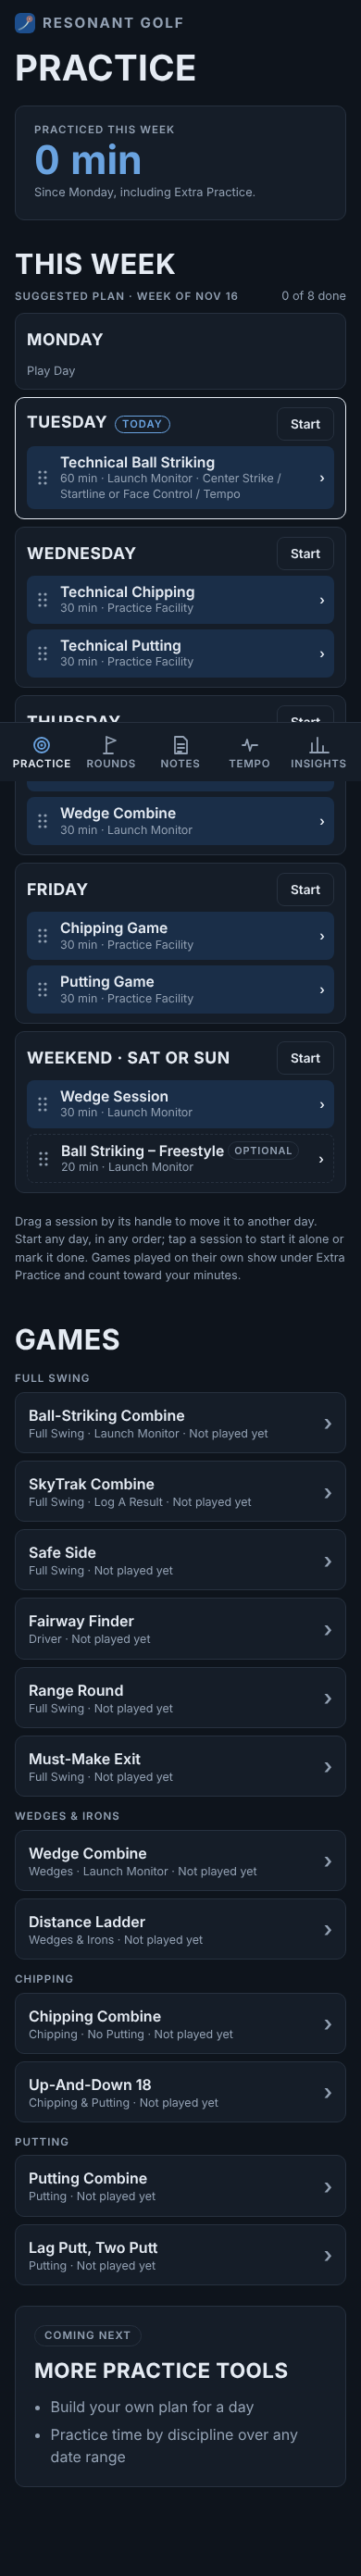 RESONANT GOLF
PRACTICE
PRACTICED THIS WEEK
0 min
Since Monday, including Extra Practice.
THIS WEEK
SUGGESTED PLAN · WEEK OF NOV 16
0 of 8 done
MONDAY
Play Day
TUESDAY
TODAY
Start
Technical Ball Striking
60 min · Launch Monitor · Center Strike /
Startline or Face Control / Tempo
WEDNESDAY
Start
Technical Chipping
30 min · Practice Facility
Technical Putting
30 min · Practice Facility
THURSDAY
Start
PRACTICE
ROUNDS
NOTES
TEMPO
INSIGHTS
Wedge Combine
30 min · Launch Monitor
FRIDAY
Start
Chipping Game
30 min · Practice Facility
Putting Game
30 min · Practice Facility
WEEKEND · SAT OR SUN
Start
Wedge Session
30 min · Launch Monitor
Ball Striking – Freestyle
OPTIONAL
20 min · Launch Monitor
Drag a session by its handle to move it to another day.
Start any day, in any order; tap a session to start it alone or
mark it done. Games played on their own show under Extra
Practice and count toward your minutes.
GAMES
FULL SWING
Ball-Striking Combine
Full Swing · Launch Monitor · Not played yet
SkyTrak Combine
Full Swing · Log A Result · Not played yet
Safe Side
Full Swing · Not played yet
Fairway Finder
Driver · Not played yet
Range Round
Full Swing · Not played yet
Must-Make Exit
Full Swing · Not played yet
WEDGES & IRONS
Wedge Combine
Wedges · Launch Monitor · Not played yet
Distance Ladder
Wedges & Irons · Not played yet
CHIPPING
Chipping Combine
Chipping · No Putting · Not played yet
Up-And-Down 18
Chipping & Putting · Not played yet
PUTTING
Putting Combine
Putting · Not played yet
Lag Putt, Two Putt
Putting · Not played yet
COMING NEXT
MORE PRACTICE TOOLS
• Build your own plan for a day
• Practice time by discipline over any
date range